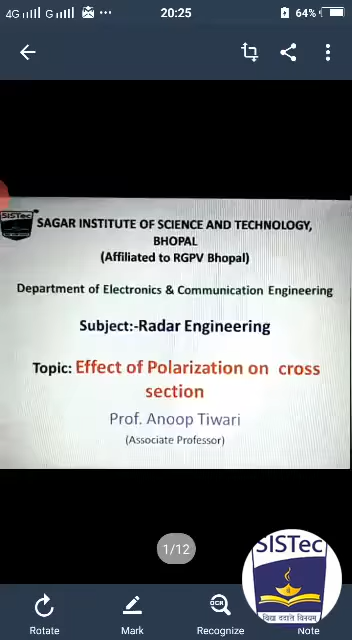 4G G ... 20:25 64%
SISTec
SAGAR INSTITUTE OF SCIENCE AND TECHNOLOGY,
BHOPAL
(Affiliated to RGPV Bhopal)
Department of Electronics & Communication Engineering
Subject:-Radar Engineering
Topic: Effect of Polarization on cross
section
Prof. Anoop Tiwari
(Associate Professor)
1/12
SISTec
विद्या ददाति विनयम्
OCR
Rotate Mark Recognize Note